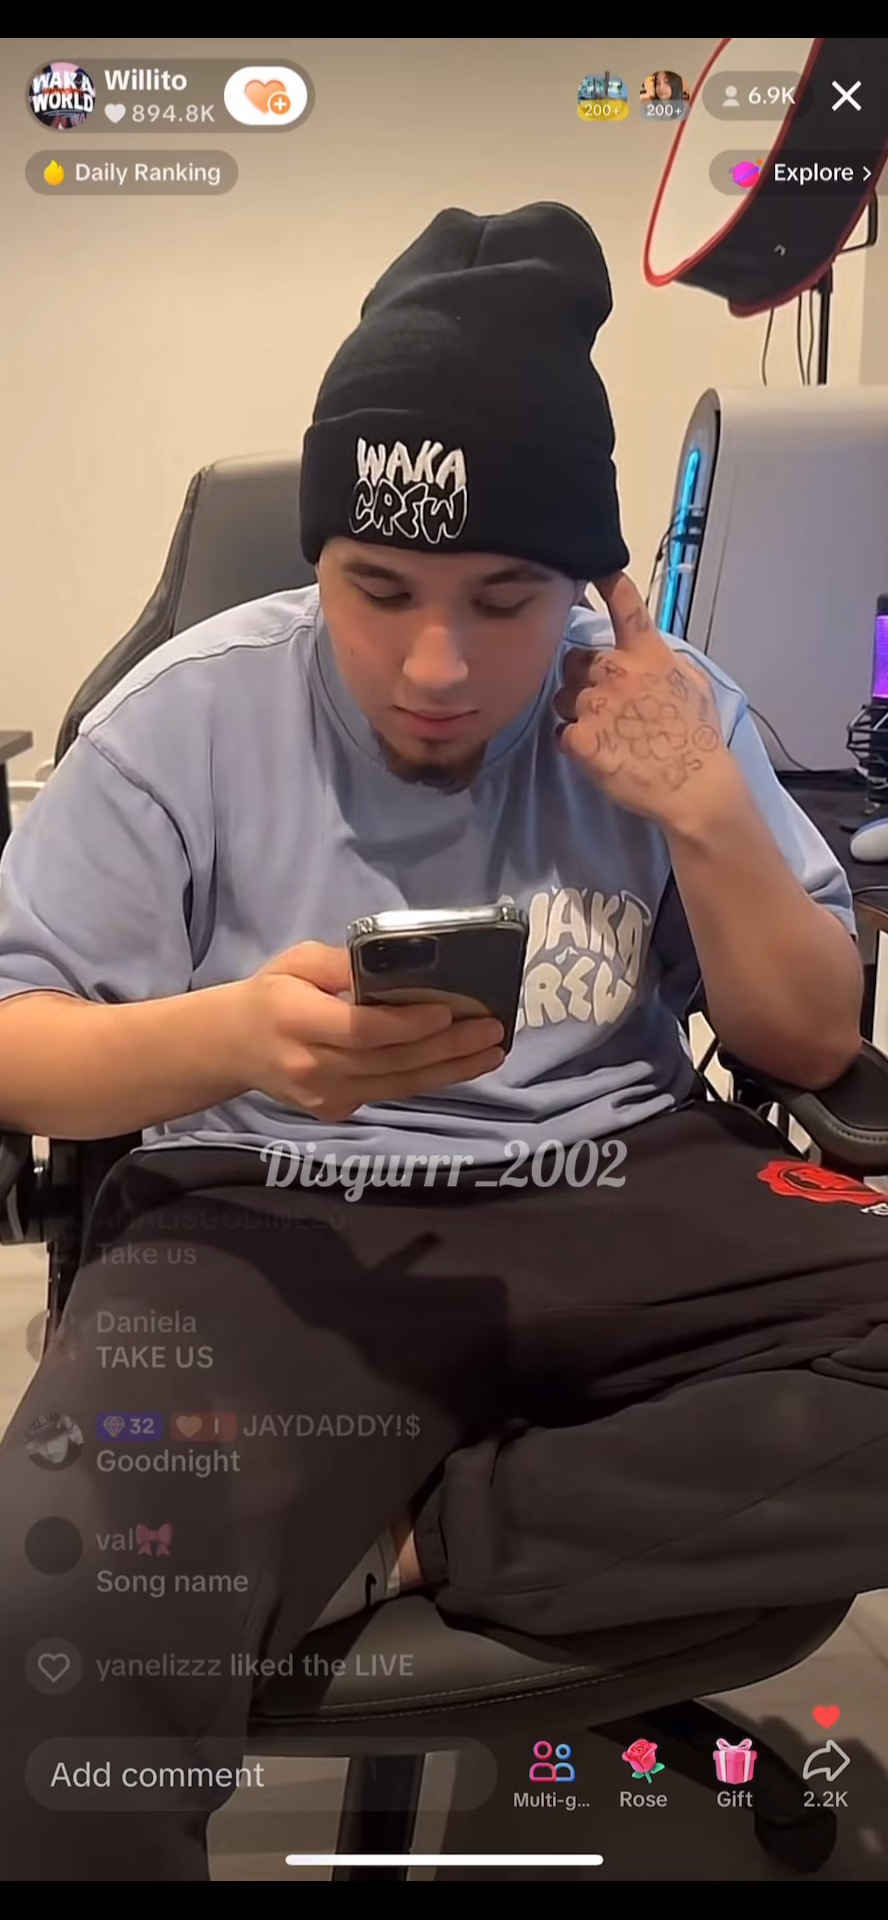 WAKA
WORLD
Willito
894.8K
200+
200+
6.9K
Daily Ranking
Explore >
WAKA
CREW
WAKA
CREW
Disgurrr_2002
Take us
Daniela
TAKE US
32 I JAYDADDY!$
Goodnight
val🎀
Song name
yanelizzz liked the LIVE
Add comment
Multi-g...
Rose
Gift
2.2K